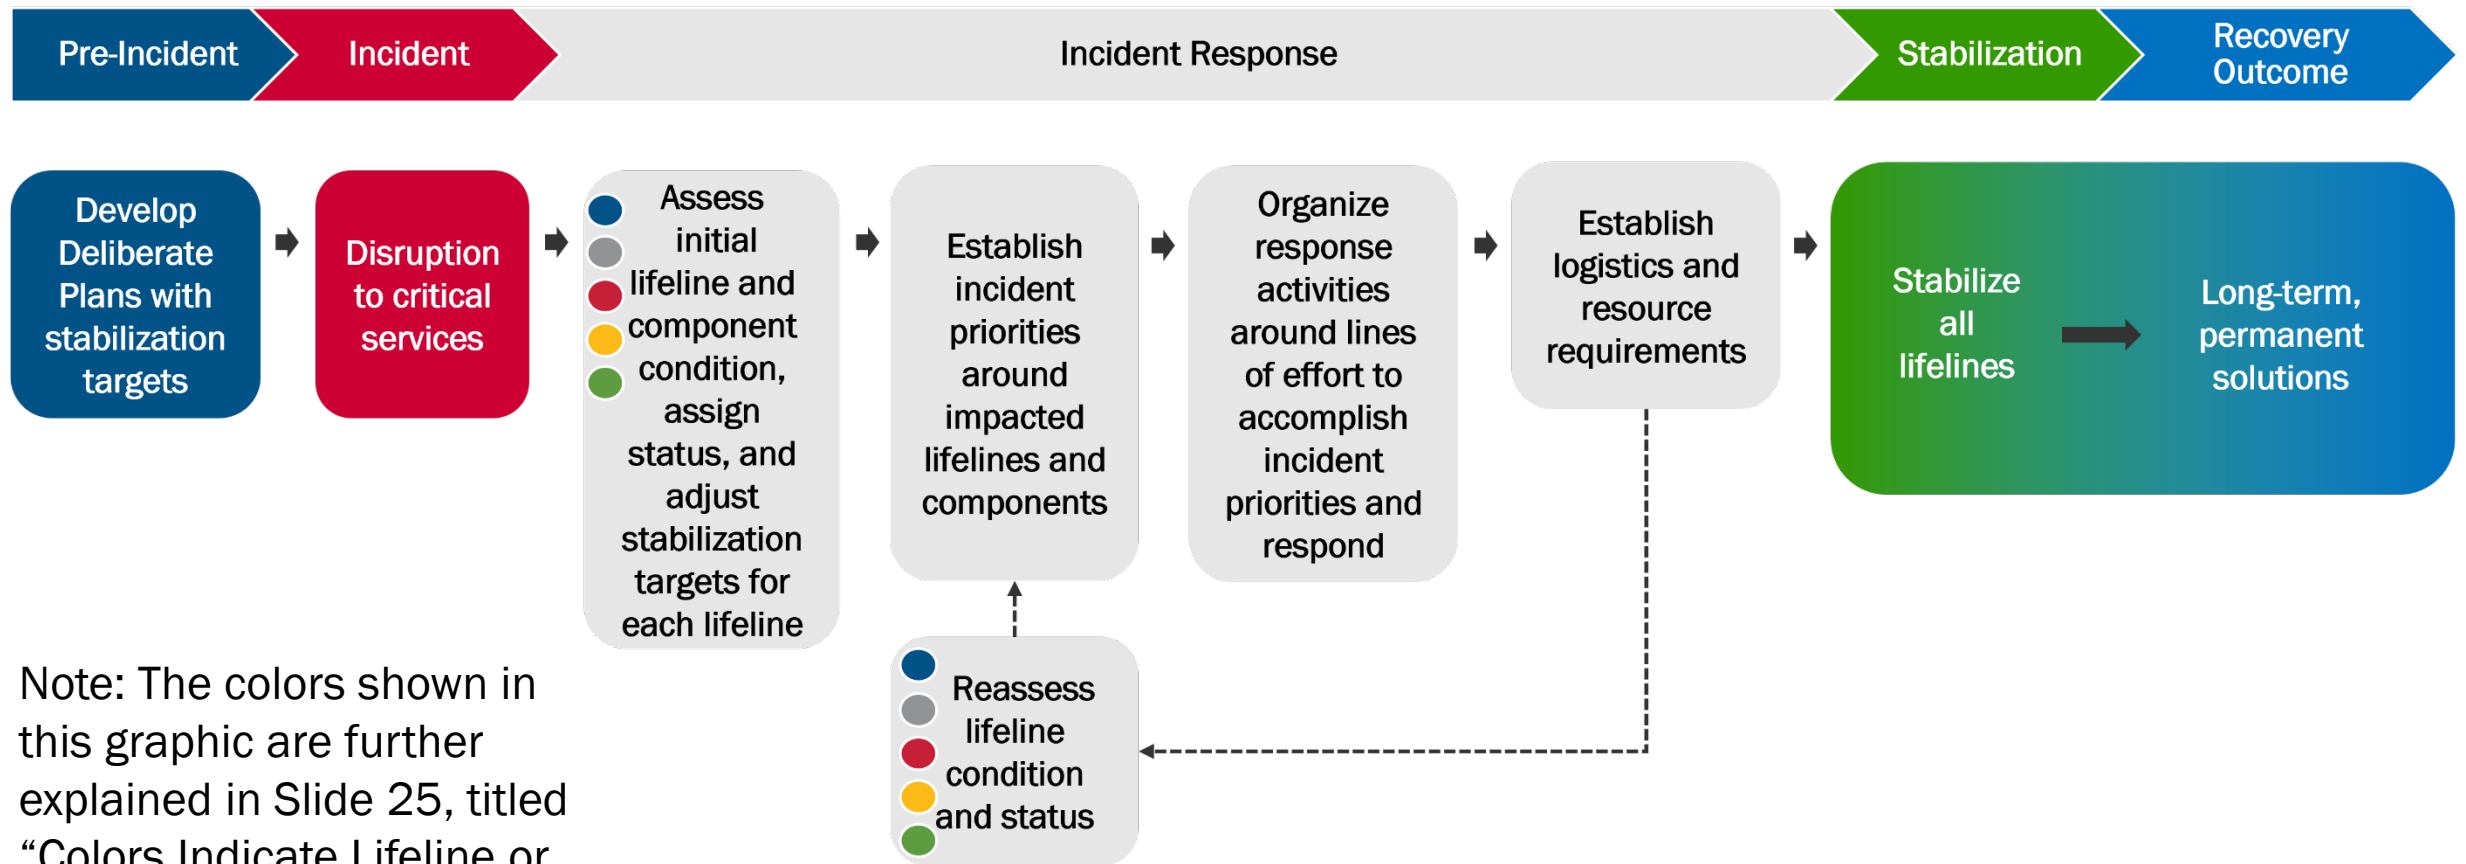 Pre-Incident
Incident
Incident Response
Stabilization
Recovery
Outcome
Develop
Deliberate
Plans with
stabilization
targets
Disruption
to critical
services
Assess
initial
lifeline and
component
condition,
assign
status, and
adjust
stabilization
targets for
each lifeline
Establish
incident
priorities
around
impacted
lifelines and
components
Organize
response
activities
around lines
of effort to
accomplish
incident
priorities and
respond
Establish
logistics and
resource
requirements
Stabilize
all
lifelines
Long-term,
permanent
solutions
Reassess
lifeline
condition
and status
Note: The colors shown in
this graphic are further
explained in Slide 25, titled
“Colors Indicate Lifeline or